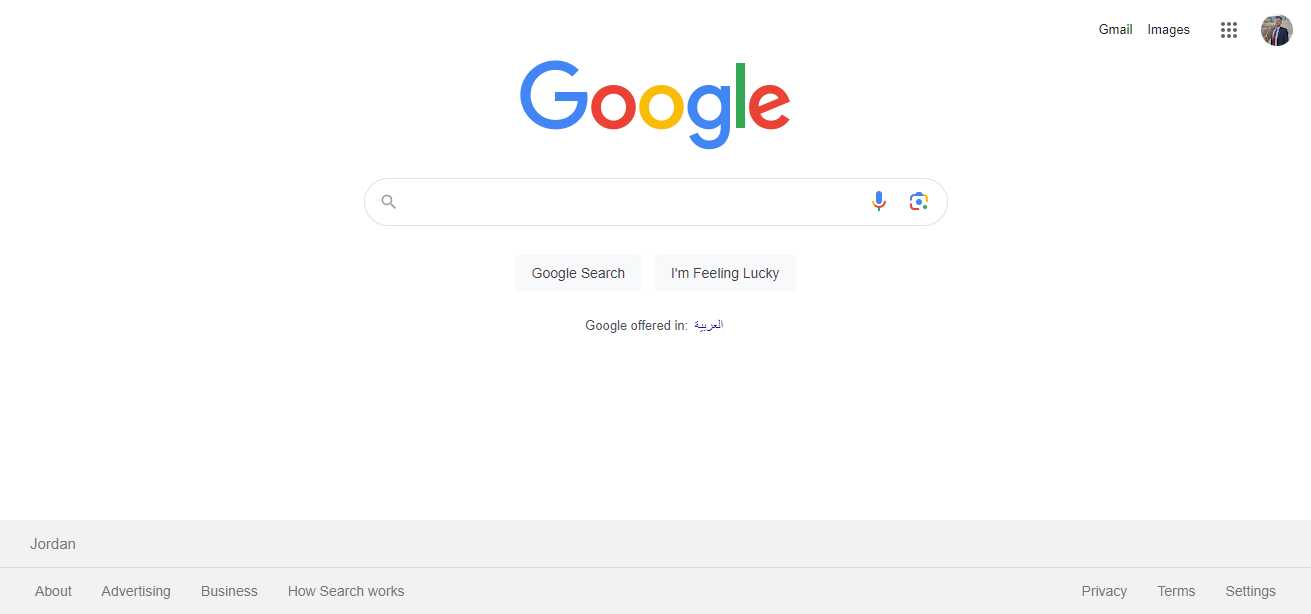 Gmail Images
Google
Google Search I'm Feeling Lucky
Google offered in: العربية
Jordan
About Advertising Business How Search works Privacy Terms Settings